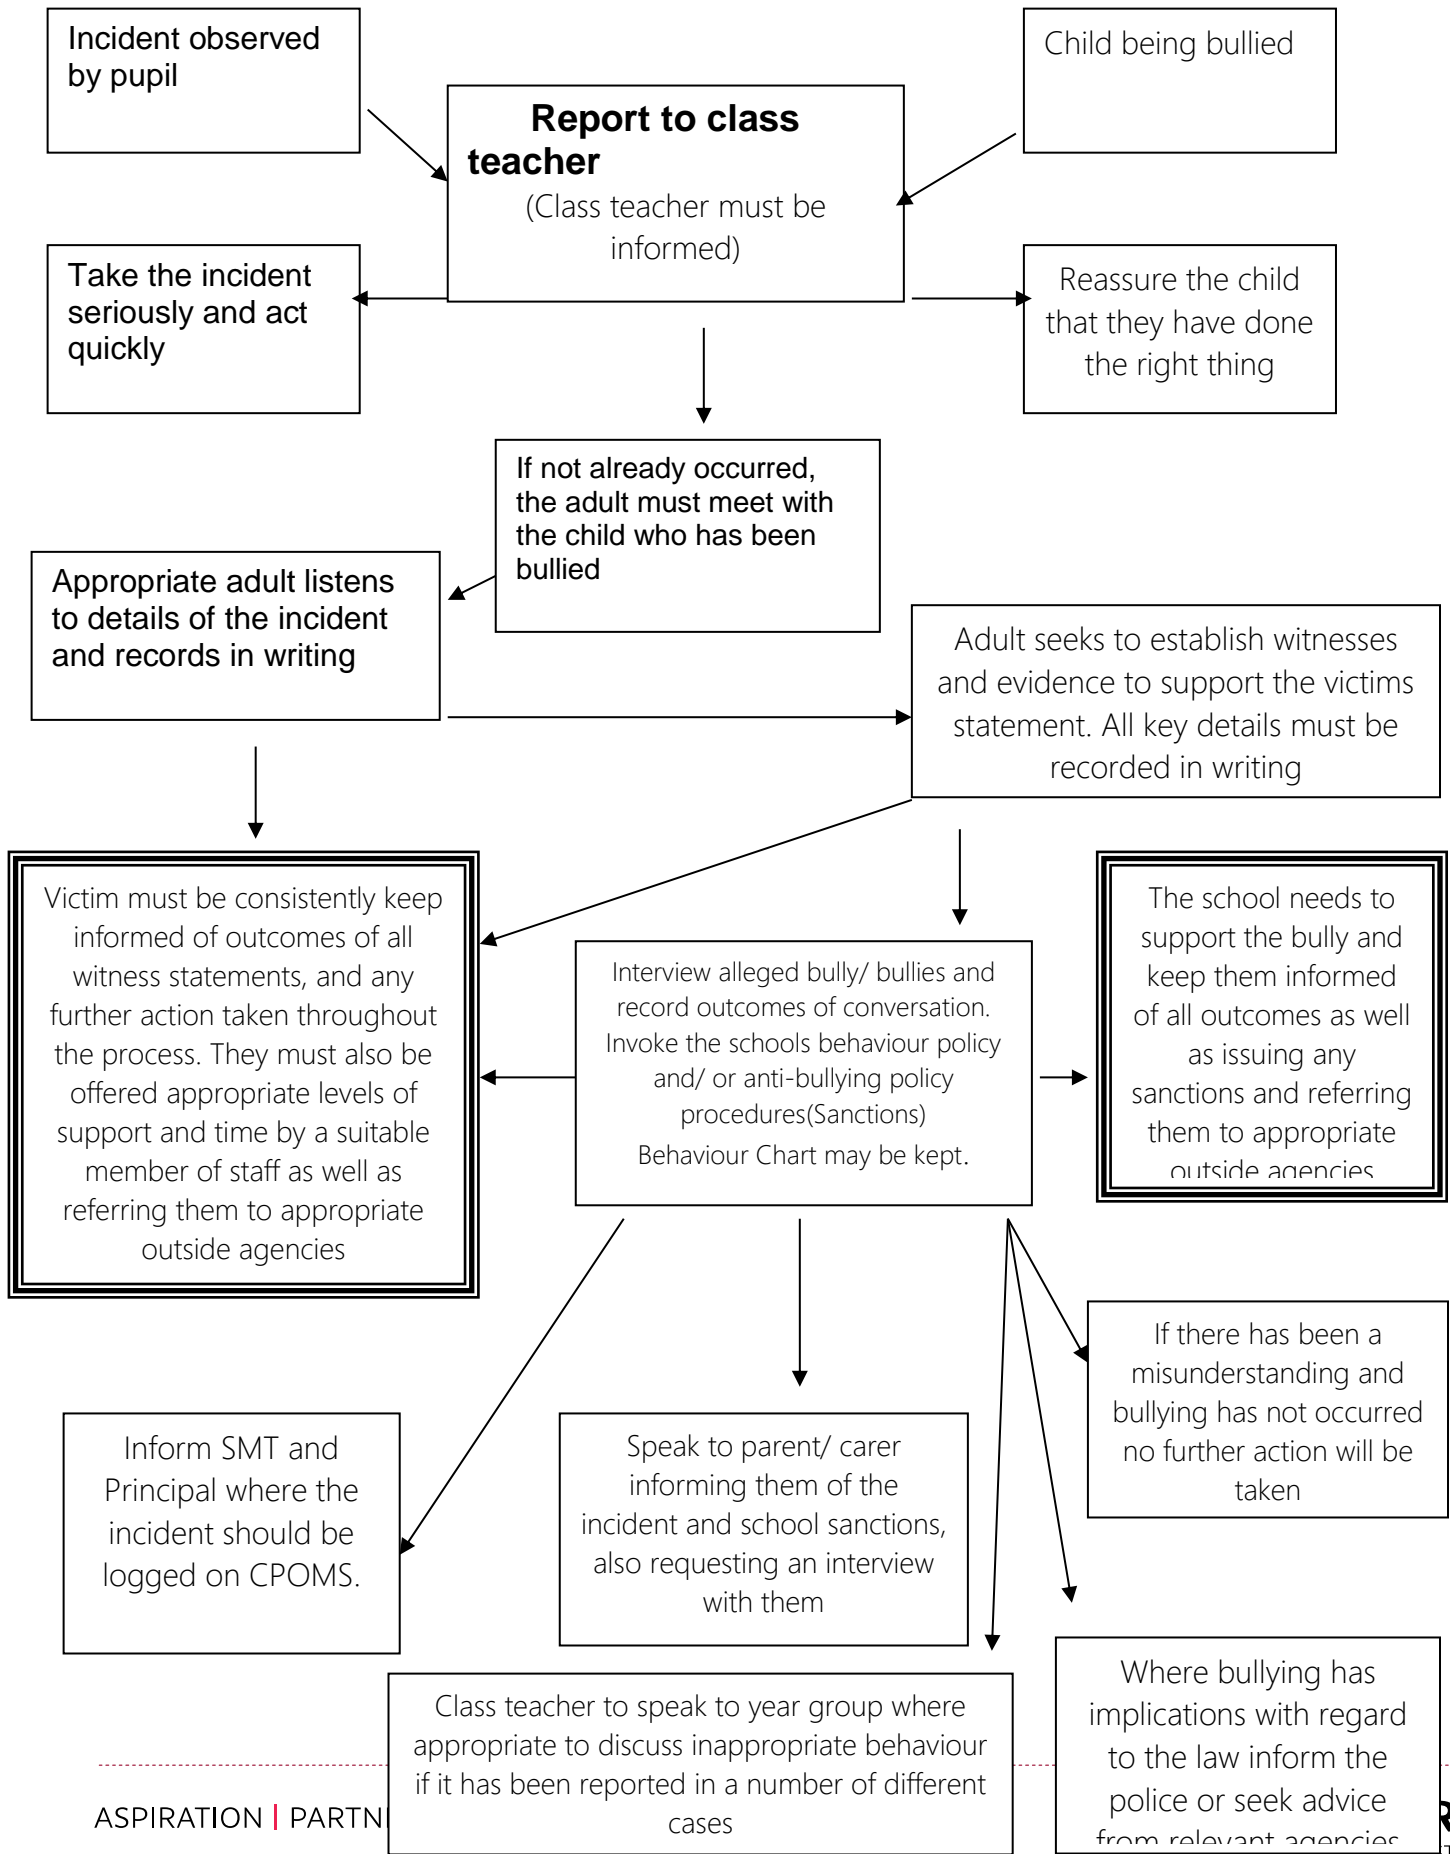 Incident observed
by pupil
Child being bullied
Report to class
teacher
(Class teacher must be
informed)
Take the incident
seriously and act
quickly
Reassure the child
that they have done
the right thing
If not already occurred,
the adult must meet with
the child who has been
bullied
Appropriate adult listens
to details of the incident
and records in writing
Adult seeks to establish witnesses
and evidence to support the victims
statement. All key details must be
recorded in writing
Victim must be consistently keep
informed of outcomes of all
witness statements, and any
further action taken throughout
the process. They must also be
offered appropriate levels of
support and time by a suitable
member of staff as well as
referring them to appropriate
outside agencies
Interview alleged bully/ bullies and
record outcomes of conversation.
Invoke the schools behaviour policy
and/ or anti-bullying policy
procedures(Sanctions)
Behaviour Chart may be kept.
The school needs to
support the bully and
keep them informed
of all outcomes as well
as issuing any
sanctions and referring
them to appropriate
outside agencies
If there has been a
misunderstanding and
bullying has not occurred
no further action will be
taken
Inform SMT and
Principal where the
incident should be
logged on CPOMS.
Speak to parent/ carer
informing them of the
incident and school sanctions,
also requesting an interview
with them
Class teacher to speak to year group where
appropriate to discuss inappropriate behaviour
if it has been reported in a number of different
cases
Where bullying has
implications with regard
to the law inform the
police or seek advice
from relevant agencies
ASPIRATION | PARTN